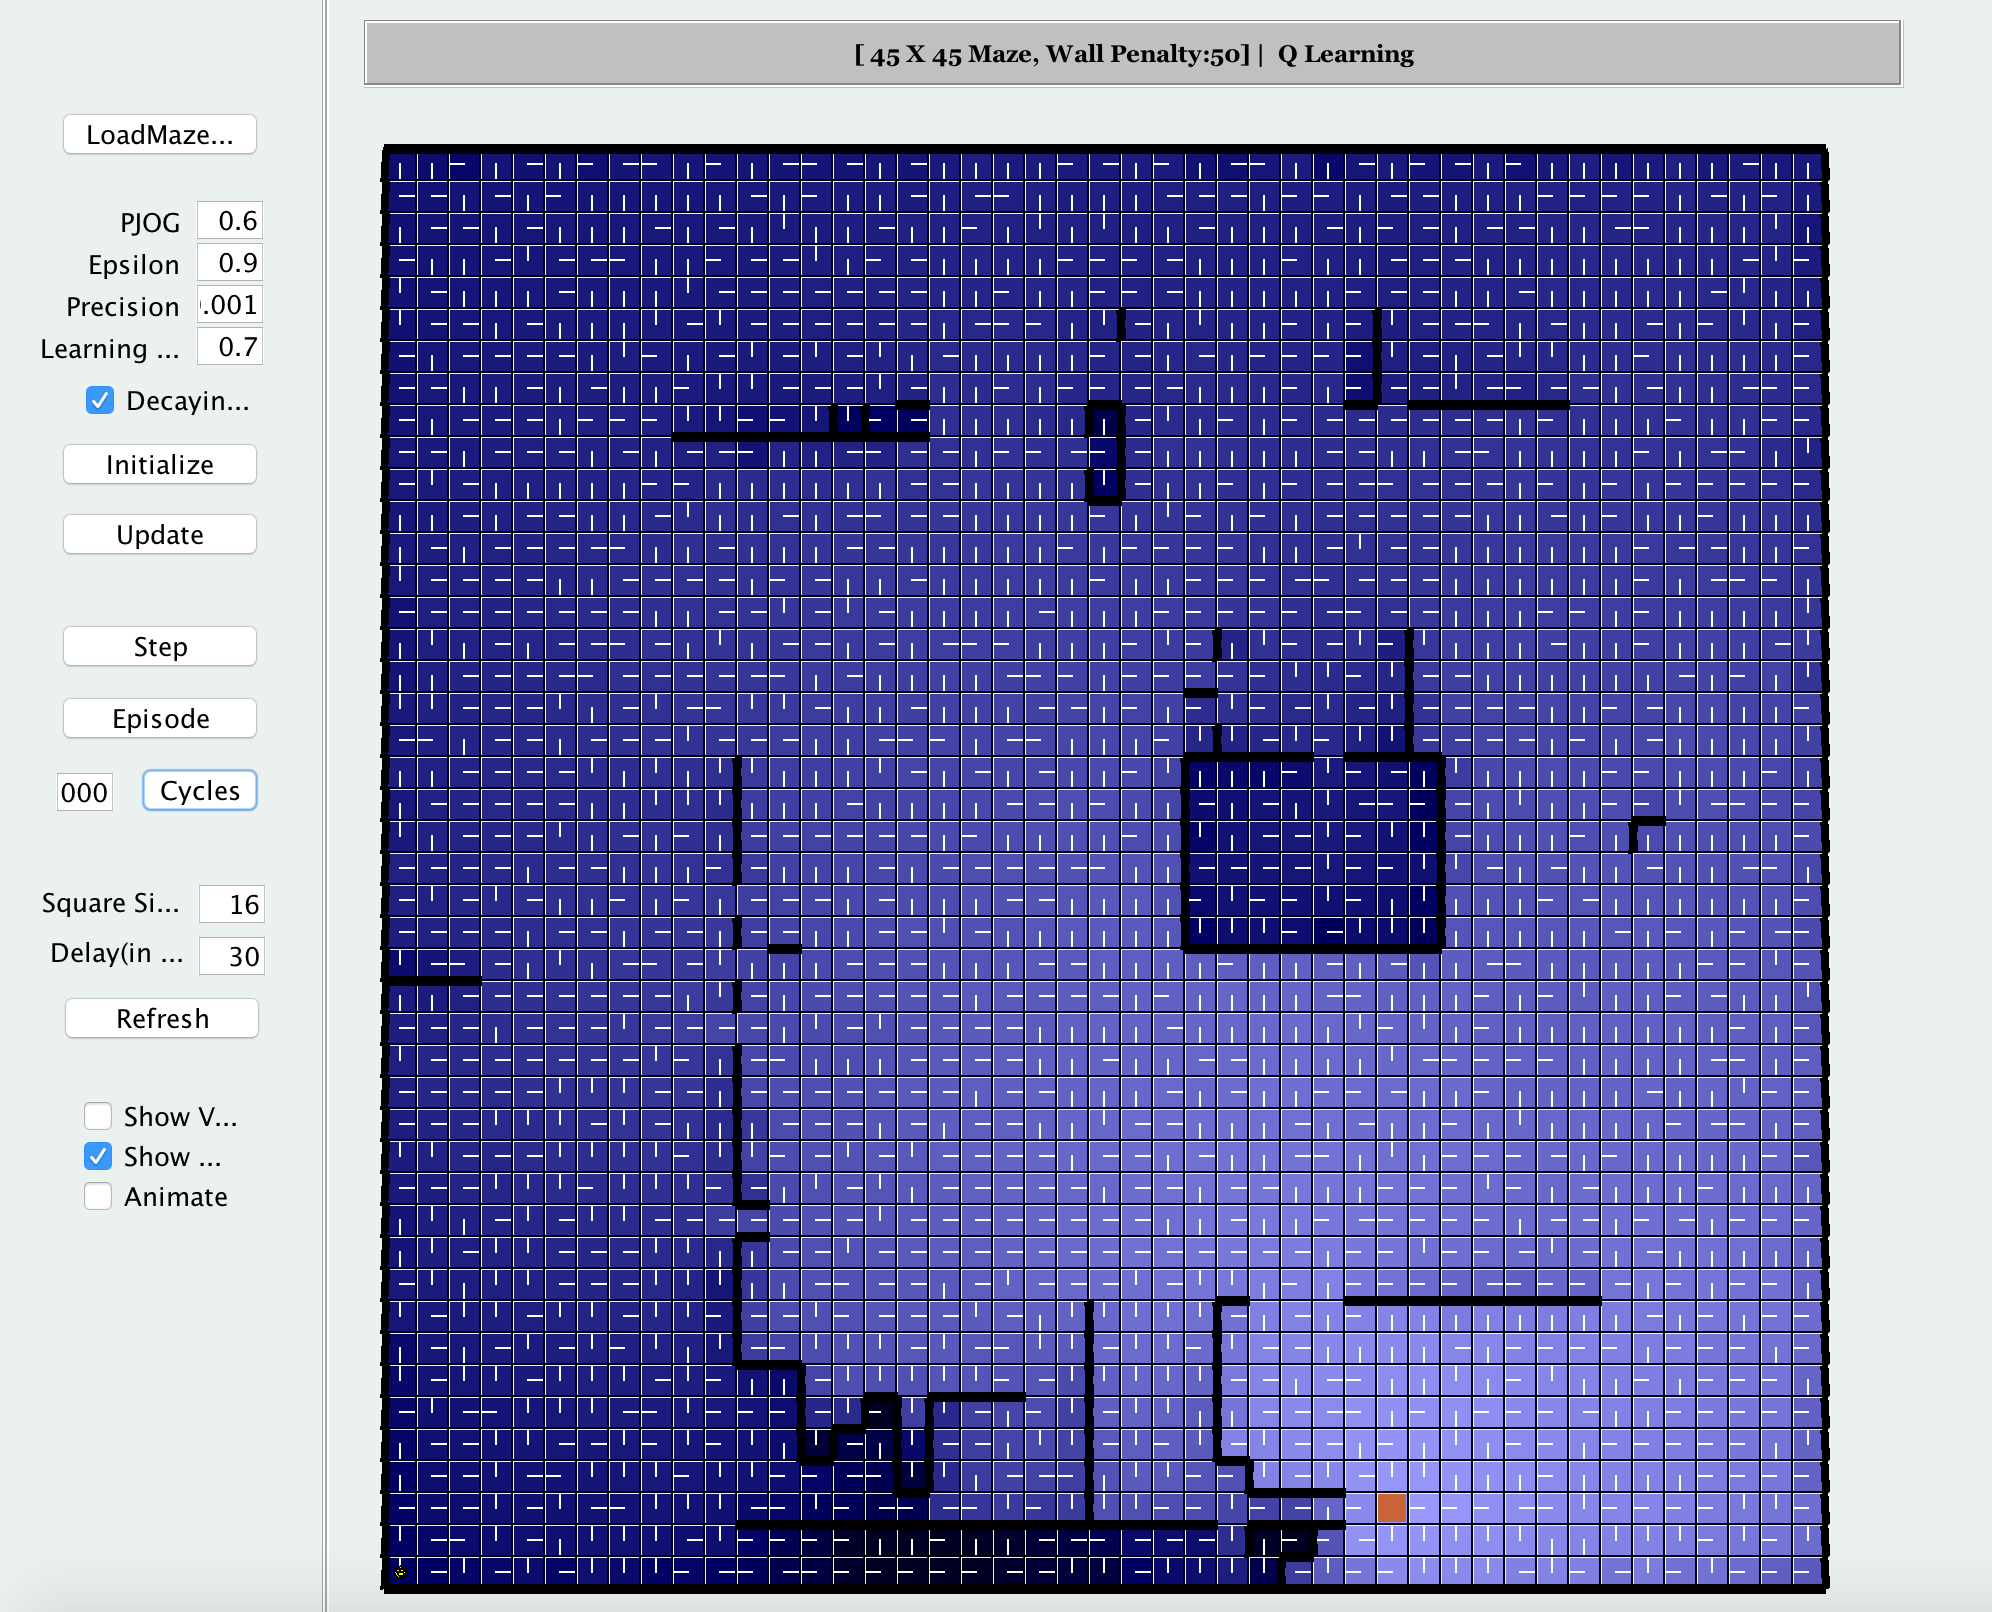 [ 45 X 45 Maze, Wall Penalty:50] | Q Learning
LoadMaze...
PJOG 0.6
Epsilon 0.9
Precision .001
Learning ... 0.7
Decayin...
Initialize
Update
Step
Episode
000 Cycles
Square Si... 16
Delay(in ... 30
Refresh
Show V...
Show ...
Animate